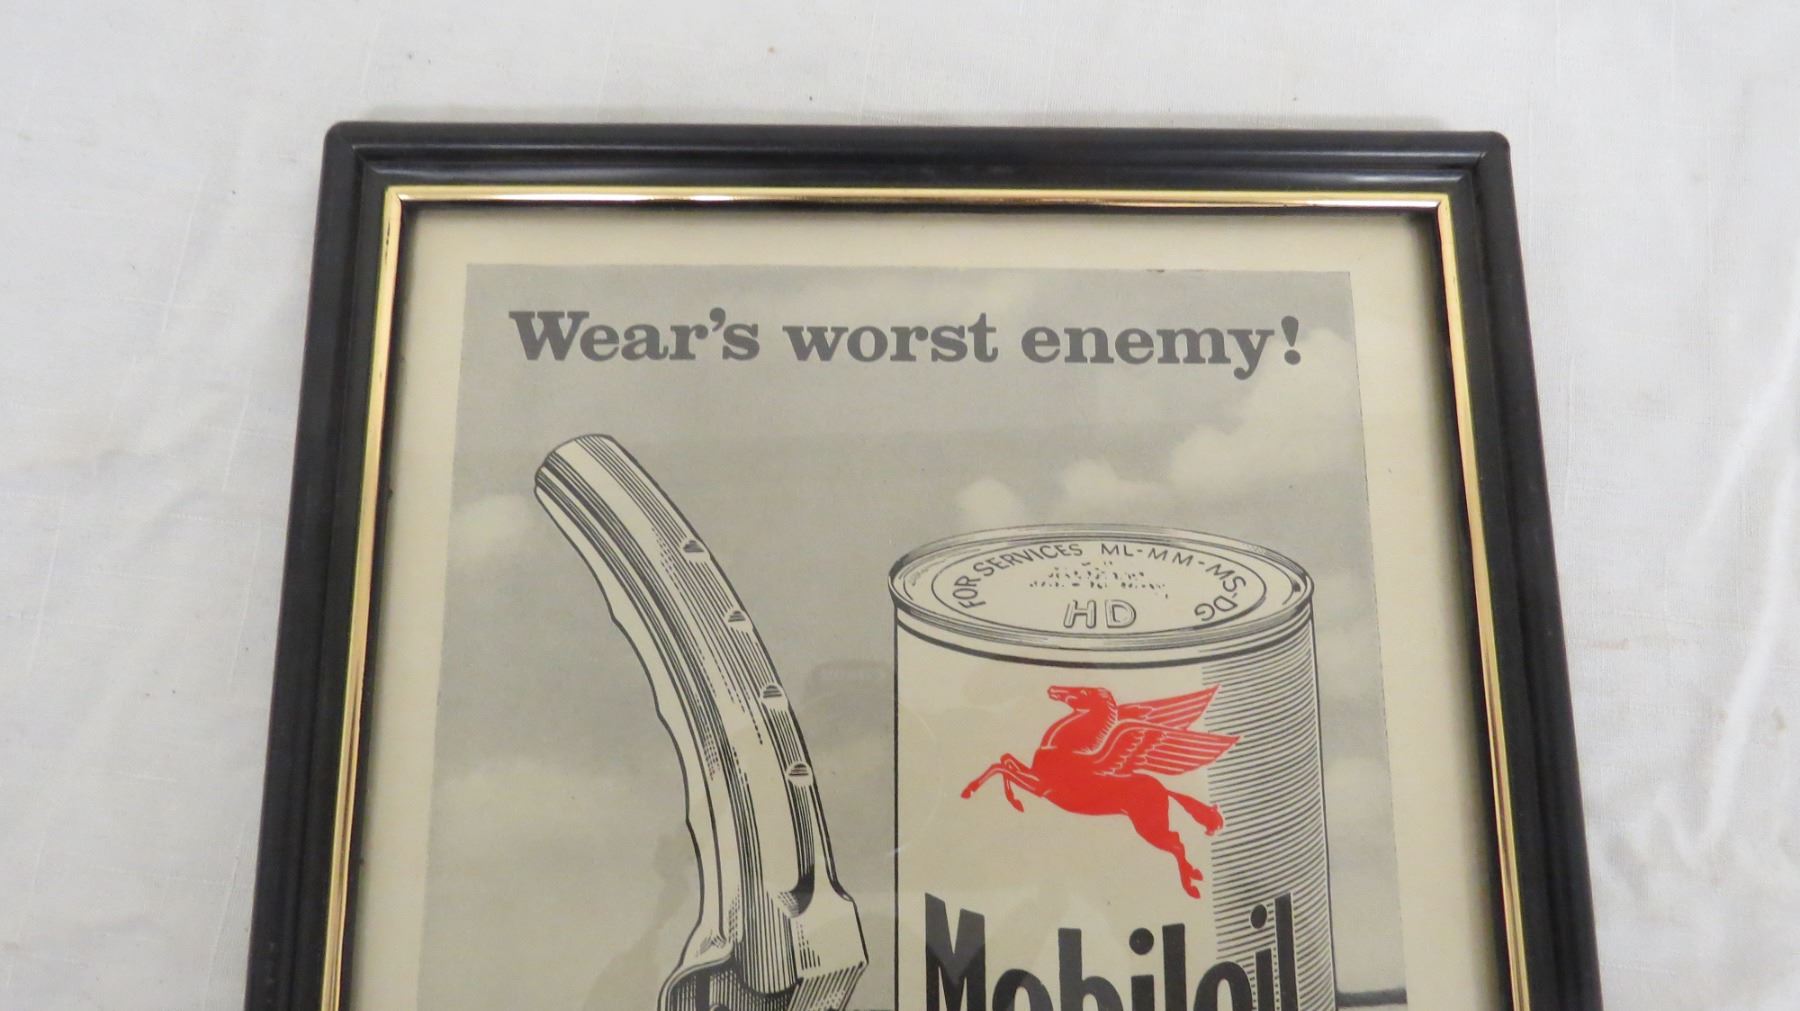 Wear's worst enemy!
FOR SERVICES ML-MM-MS-DG
HD
Mobiloil